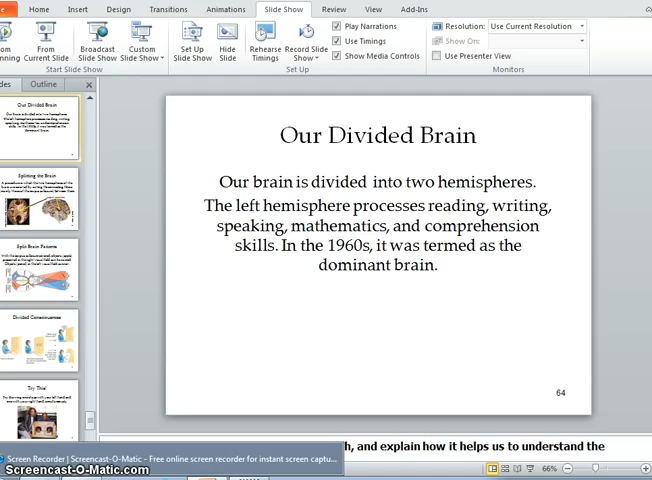 Home Insert Design Transitions Animations Slide Show Review View Add-Ins
From Current Slide
Broadcast Slide Show
Custom Slide Show
Set Up Slide Show
Hide Slide
Rehearse Timings
Record Slide Show
Play Narrations
Use Timings
Show Media Controls
Resolution: Use Current Resolution
Show On:
Use Presenter View
Start Slide Show
Set Up
Monitors
Outline
Our Divided Brain
Splitting the Brain
Split Brain Patients
Divided Consciousness
Try This!
Our Divided Brain
Our brain is divided into two hemispheres.
The left hemisphere processes reading, writing,
speaking, mathematics, and comprehension
skills. In the 1960s, it was termed as the
dominant brain.
64
, and explain how it helps us to understand the
Screen Recorder | Screencast-O-Matic - Free online screen recorder for instant screen captu...
Screencast-O-Matic.com
66%